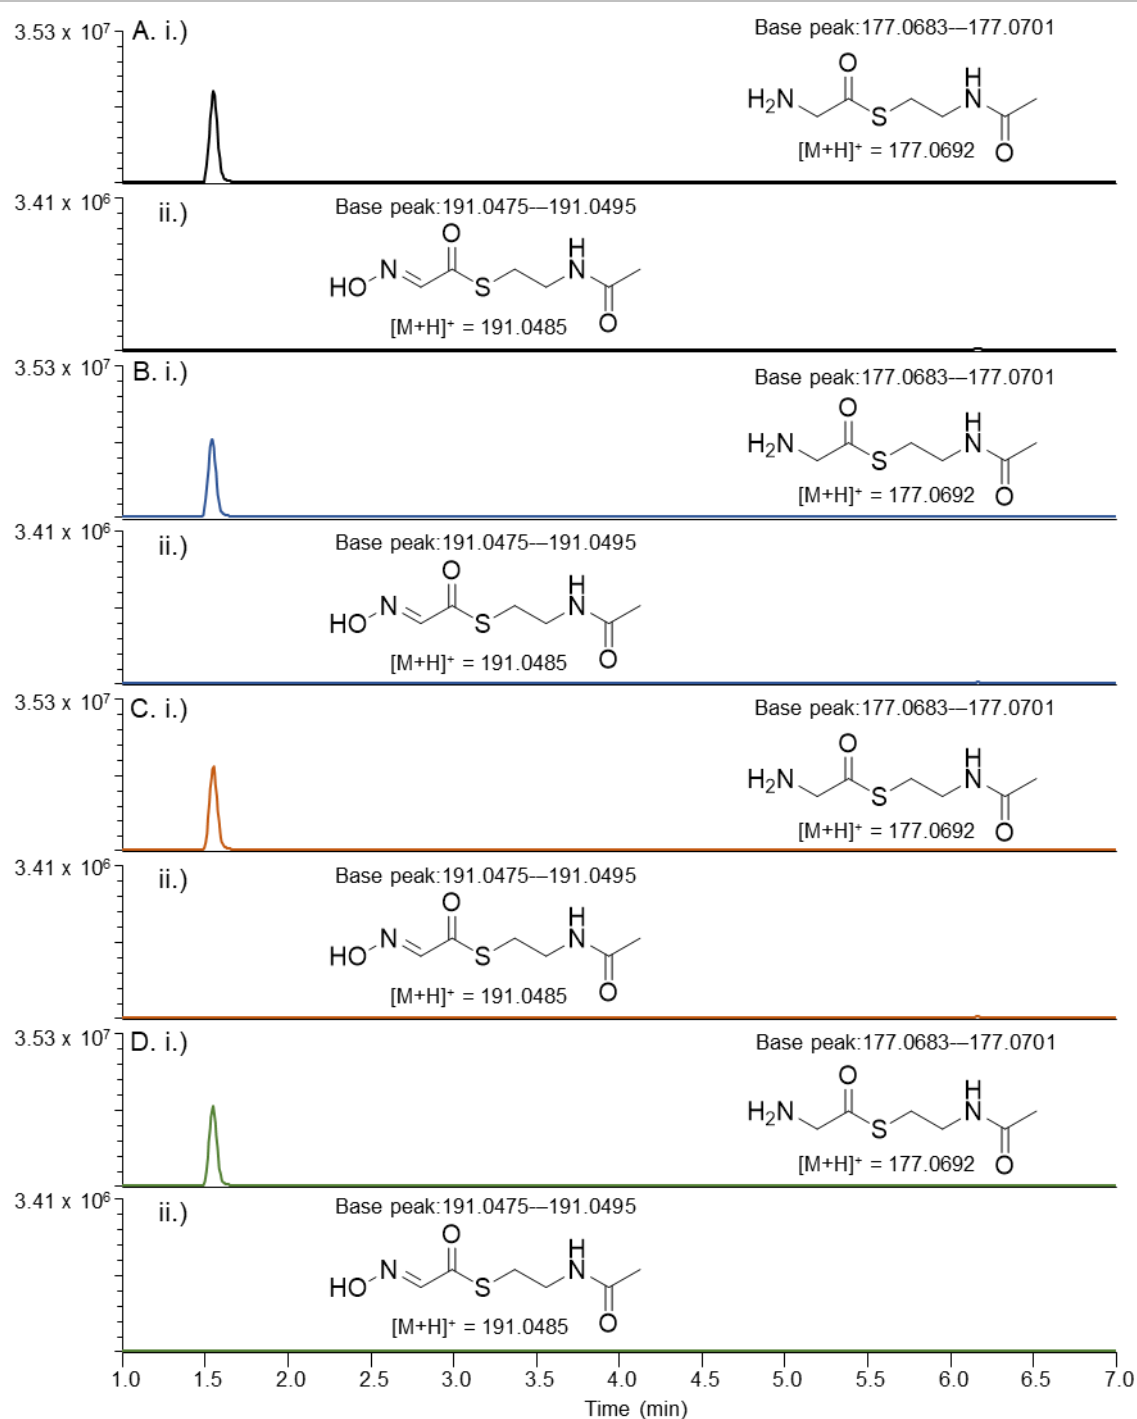 3.53 x 10⁷
A. i.)
Base peak:177.0683-–177.0701
O
H₂N
S
H
N
O
[M+H]⁺ = 177.0692
3.41 x 10⁶
ii.)
Base peak:191.0475-–191.0495
O
HO
N
S
H
N
O
[M+H]⁺ = 191.0485
3.53 x 10⁷
B. i.)
Base peak:177.0683-–177.0701
O
H₂N
S
H
N
O
[M+H]⁺ = 177.0692
3.41 x 10⁶
ii.)
Base peak:191.0475-–191.0495
O
HO
N
S
H
N
O
[M+H]⁺ = 191.0485
3.53 x 10⁷
C. i.)
Base peak:177.0683-–177.0701
O
H₂N
S
H
N
O
[M+H]⁺ = 177.0692
3.41 x 10⁶
ii.)
Base peak:191.0475-–191.0495
O
HO
N
S
H
N
O
[M+H]⁺ = 191.0485
3.53 x 10⁷
D. i.)
Base peak:177.0683-–177.0701
O
H₂N
S
H
N
O
[M+H]⁺ = 177.0692
3.41 x 10⁶
ii.)
Base peak:191.0475-–191.0495
O
HO
N
S
H
N
O
[M+H]⁺ = 191.0485
1.0 1.5 2.0 2.5 3.0 3.5 4.0 4.5 5.0 5.5 6.0 6.5 7.0
Time (min)